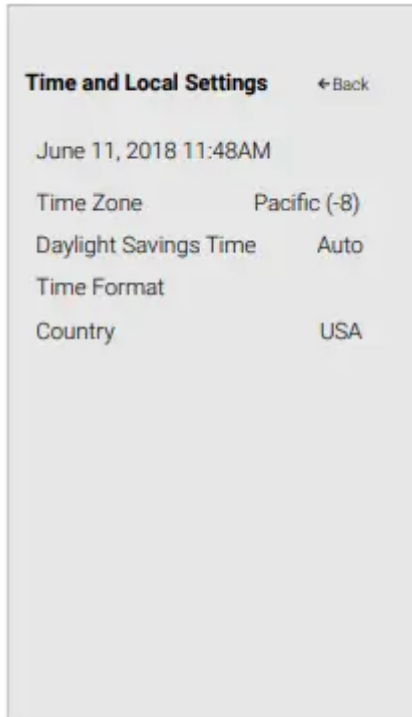 Time and Local Settings ←Back
June 11, 2018 11:48AM
Time Zone Pacific (-8)
Daylight Savings Time Auto
Time Format
Country USA